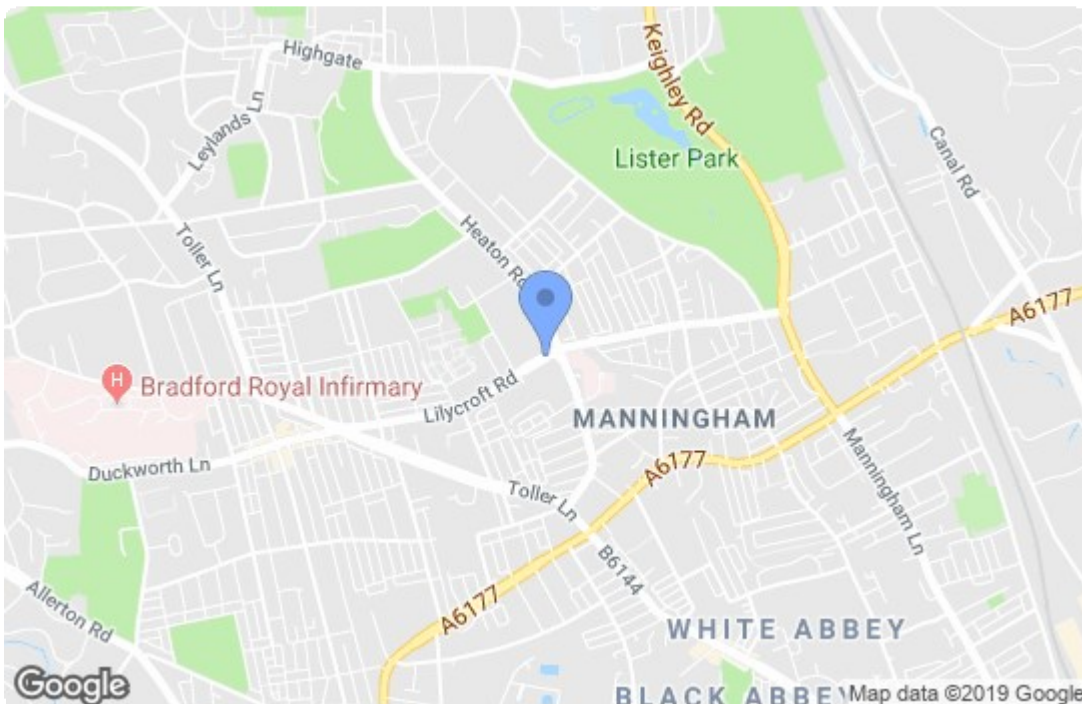 Highgate
Keighley Rd
Leylands Ln
Canal Rd
Lister Park
Toller Ln
Heaton Rd
A6177
H
Bradford Royal Infirmary
Lilycroft Rd
MANNINGHAM
Duckworth Ln
A6177
Manningham Ln
Toller Ln
B6144
A6177
Allerton Rd
WHITE ABBEY
BLACK ABBEY
Google
Map data ©2019 Google